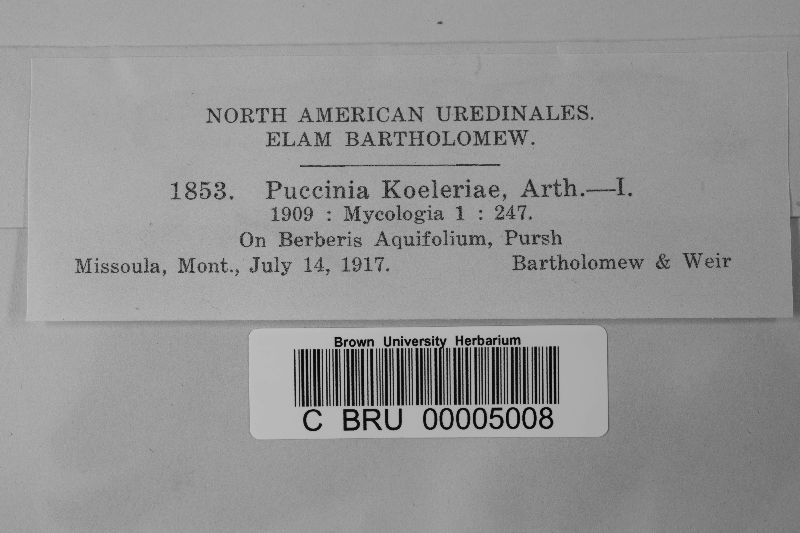 NORTH AMERICAN UREDINALES.
ELAM BARTHOLOMEW.
1853. Puccinia Koeleriae, Arth.—I.
1909 : Mycologia 1 : 247.
On Berberis Aquifolium, Pursh
Missoula, Mont., July 14, 1917. Bartholomew & Weir
Brown University Herbarium
C BRU 00005008